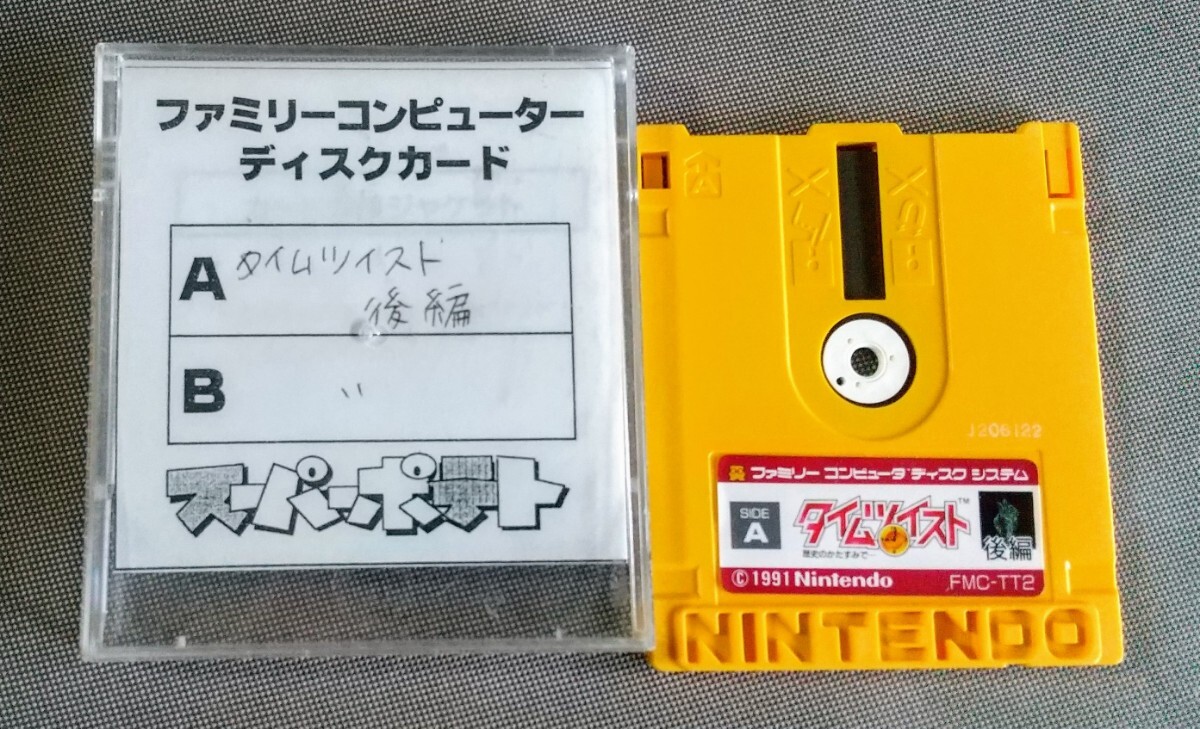 ファミリーコンピューター
ディスクカード
A タイムツイスト
後編
B 〃
スーパーポテト
A
J206122
ファミリー コンピュータ ディスク システム
SIDE
A
タイムツイスト™
歴史のかたすみで…
後編
©1991 Nintendo
FMC-TT2
NINTENDO